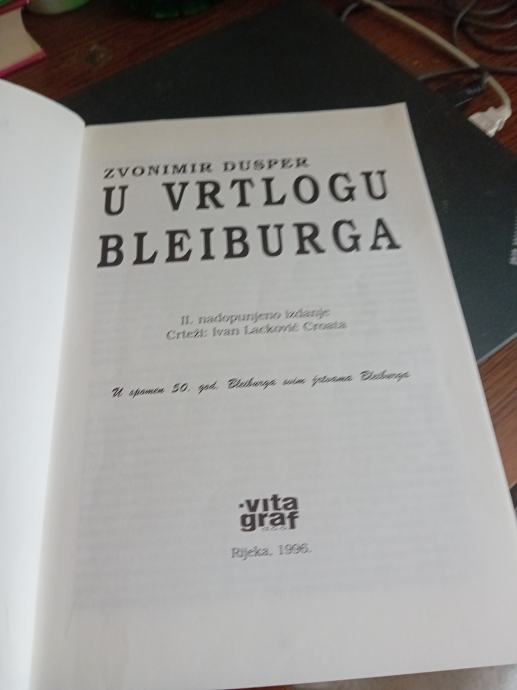 ZVONIMIR DUSPER
U VRTLOGU
BLEIBURGA
II. nadopunjeno izdanje
Crteži: Ivan Lacković Croata
U spomen 50. god. Bleiburga svim žrtvama Bleiburga
vita
graf
Rijeka, 1996.